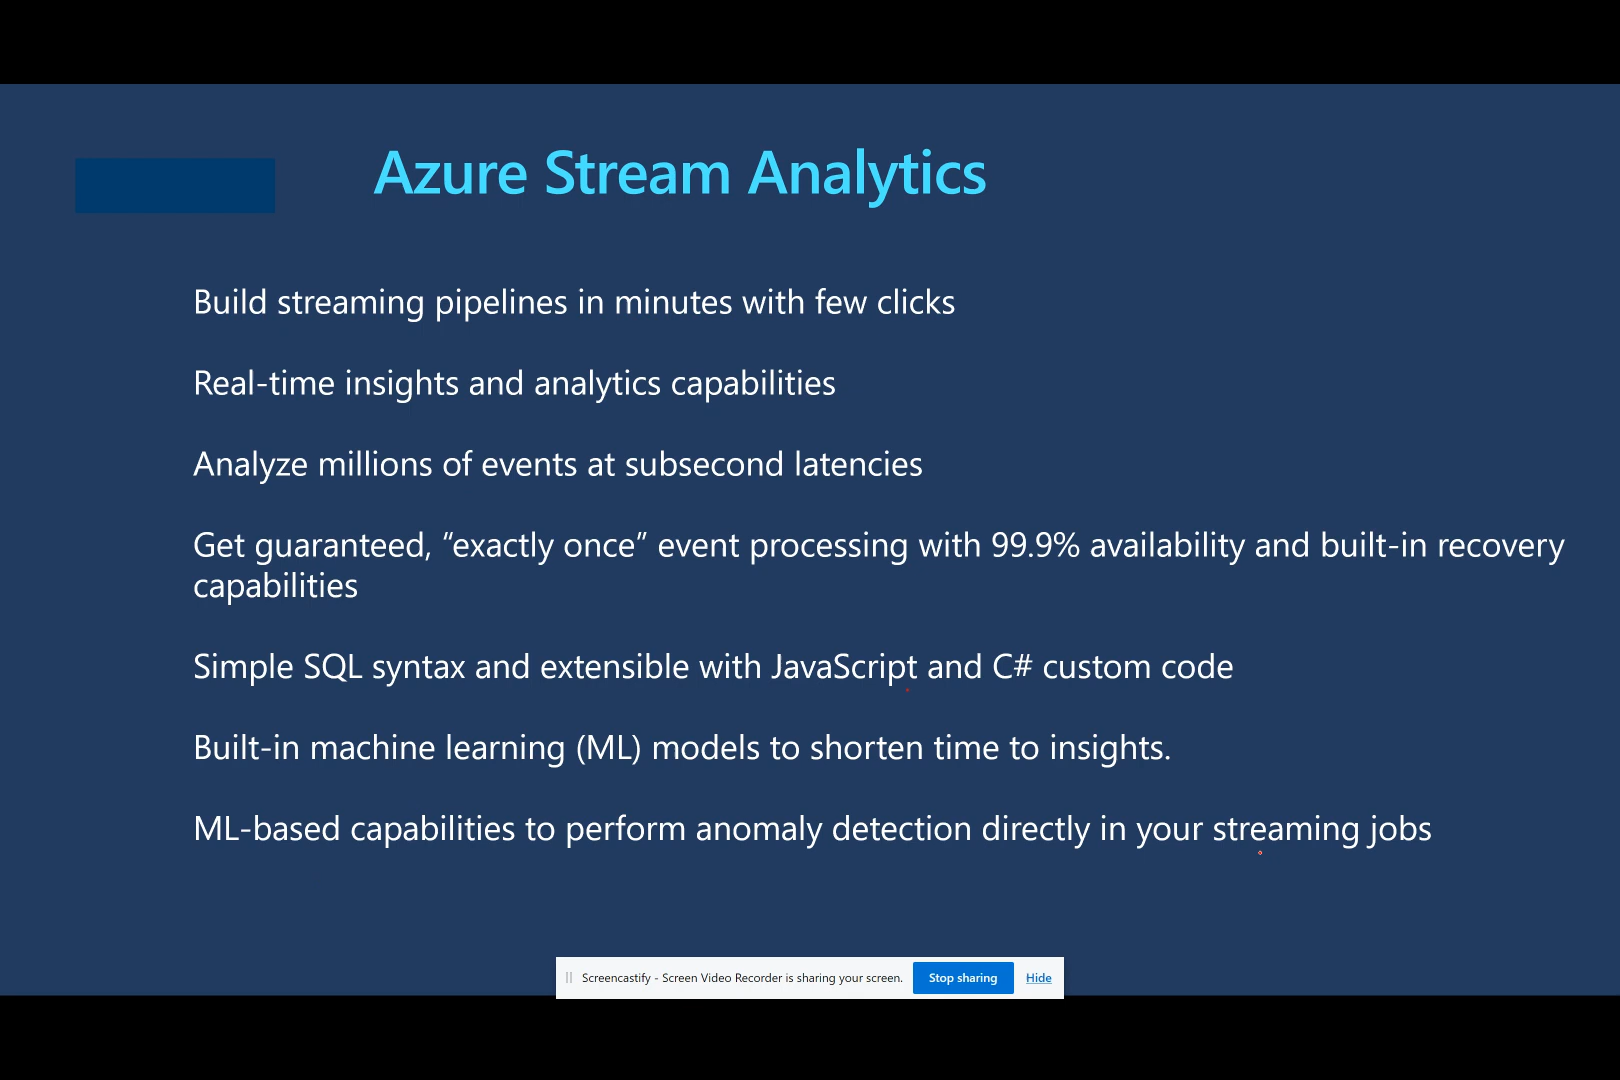 Azure Stream Analytics
Build streaming pipelines in minutes with few clicks
Real-time insights and analytics capabilities
Analyze millions of events at subsecond latencies
Get guaranteed, “exactly once” event processing with 99.9% availability and built-in recovery
capabilities
Simple SQL syntax and extensible with JavaScript and C# custom code
Built-in machine learning (ML) models to shorten time to insights.
ML-based capabilities to perform anomaly detection directly in your streaming jobs
Screencastify - Screen Video Recorder is sharing your screen. Stop sharing Hide